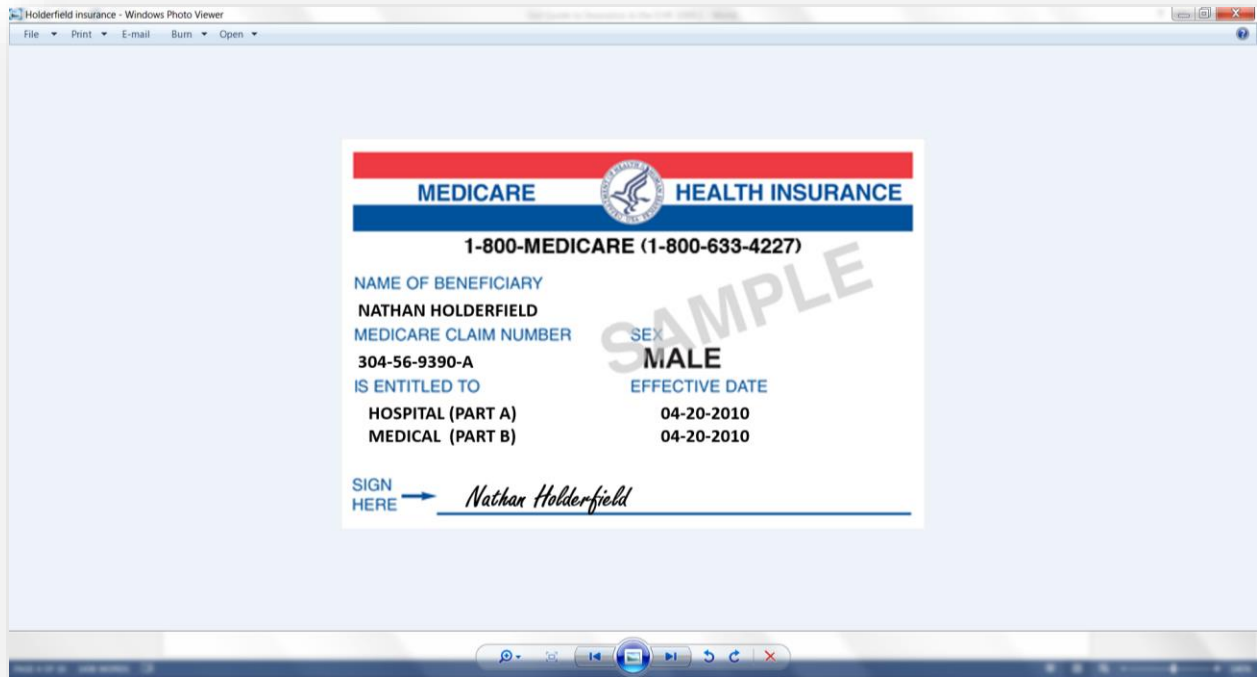 Holderfield insurance - Windows Photo Viewer
File Print E-mail Burn Open
MEDICARE HEALTH INSURANCE
1-800-MEDICARE (1-800-633-4227)
SAMPLE
NAME OF BENEFICIARY
NATHAN HOLDERFIELD
MEDICARE CLAIM NUMBER SEX
304-56-9390-A MALE
IS ENTITLED TO EFFECTIVE DATE
HOSPITAL (PART A) 04-20-2010
MEDICAL (PART B) 04-20-2010
SIGN
HERE Nathan Holderfield